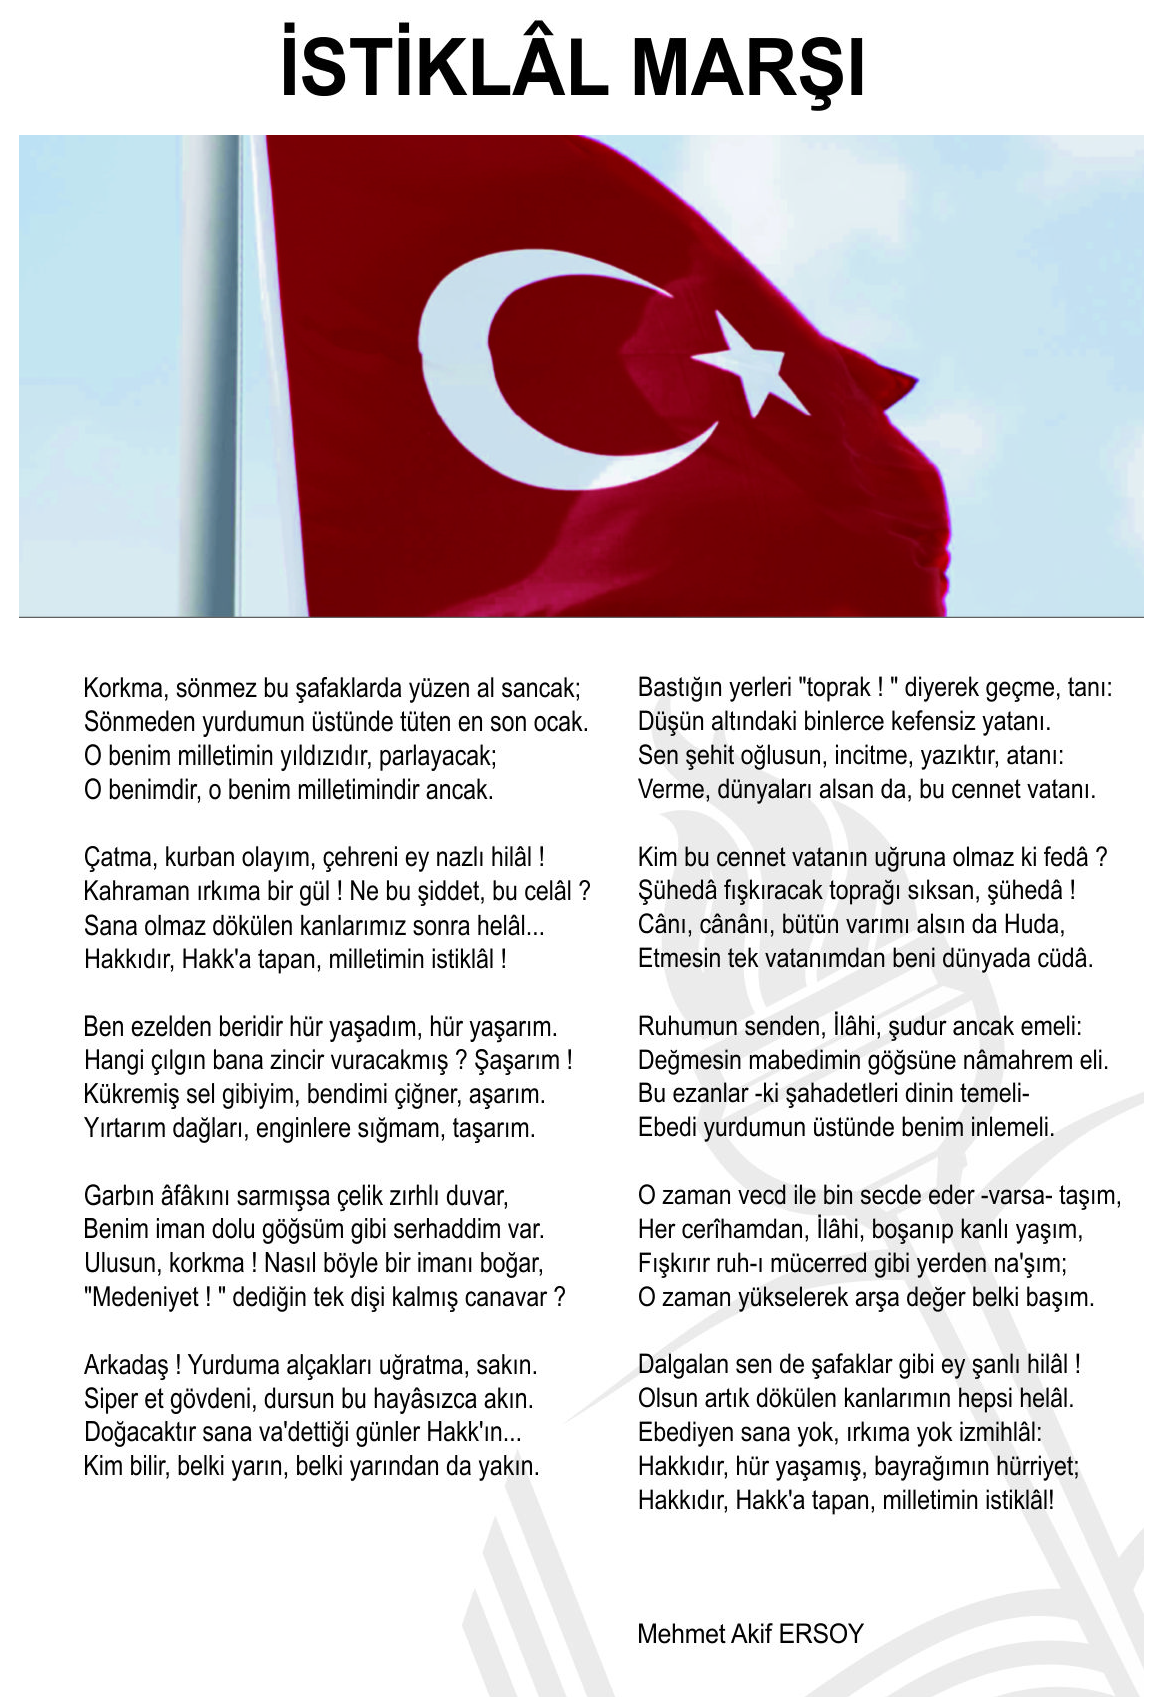 İSTİKLÂL MARŞI
Korkma, sönmez bu şafaklarda yüzen al sancak;
Sönmeden yurdumun üstünde tüten en son ocak.
O benim milletimin yıldızıdır, parlayacak;
O benimdir, o benim milletimindir ancak.
Çatma, kurban olayım, çehreni ey nazlı hilâl !
Kahraman ırkıma bir gül ! Ne bu şiddet, bu celâl ?
Sana olmaz dökülen kanlarımız sonra helâl...
Hakkıdır, Hakk'a tapan, milletimin istiklâl !
Ben ezelden beridir hür yaşadım, hür yaşarım.
Hangi çılgın bana zincir vuracakmış ? Şaşarım !
Kükremiş sel gibiyim, bendimi çiğner, aşarım.
Yırtarım dağları, enginlere sığmam, taşarım.
Garbın âfâkını sarmışsa çelik zırhlı duvar,
Benim iman dolu göğsüm gibi serhaddim var.
Ulusun, korkma ! Nasıl böyle bir imanı boğar,
"Medeniyet ! " dediğin tek dişi kalmış canavar ?
Arkadaş ! Yurduma alçakları uğratma, sakın.
Siper et gövdeni, dursun bu hayâsızca akın.
Doğacaktır sana va'dettiği günler Hakk'ın...
Kim bilir, belki yarın, belki yarından da yakın.
Bastığın yerleri "toprak ! " diyerek geçme, tanı:
Düşün altındaki binlerce kefensiz yatanı.
Sen şehit oğlusun, incitme, yazıktır, atanı:
Verme, dünyaları alsan da, bu cennet vatanı.
Kim bu cennet vatanın uğruna olmaz ki fedâ ?
Şühedâ fışkıracak toprağı sıksan, şühedâ !
Cânı, cânânı, bütün varımı alsın da Huda,
Etmesin tek vatanımdan beni dünyada cüdâ.
Ruhumun senden, İlâhi, şudur ancak emeli:
Değmesin mabedimin göğsüne nâmahrem eli.
Bu ezanlar -ki şahadetleri dinin temeli-
Ebedi yurdumun üstünde benim inlemeli.
O zaman vecd ile bin secde eder -varsa- taşım,
Her cerîhamdan, İlâhi, boşanıp kanlı yaşım,
Fışkırır ruh-ı mücerred gibi yerden na'şım;
O zaman yükselerek arşa değer belki başım.
Dalgalan sen de şafaklar gibi ey şanlı hilâl !
Olsun artık dökülen kanlarımın hepsi helâl.
Ebediyen sana yok, ırkıma yok izmihlâl:
Hakkıdır, hür yaşamış, bayrağımın hürriyet;
Hakkıdır, Hakk'a tapan, milletimin istiklâl!
Mehmet Akif ERSOY